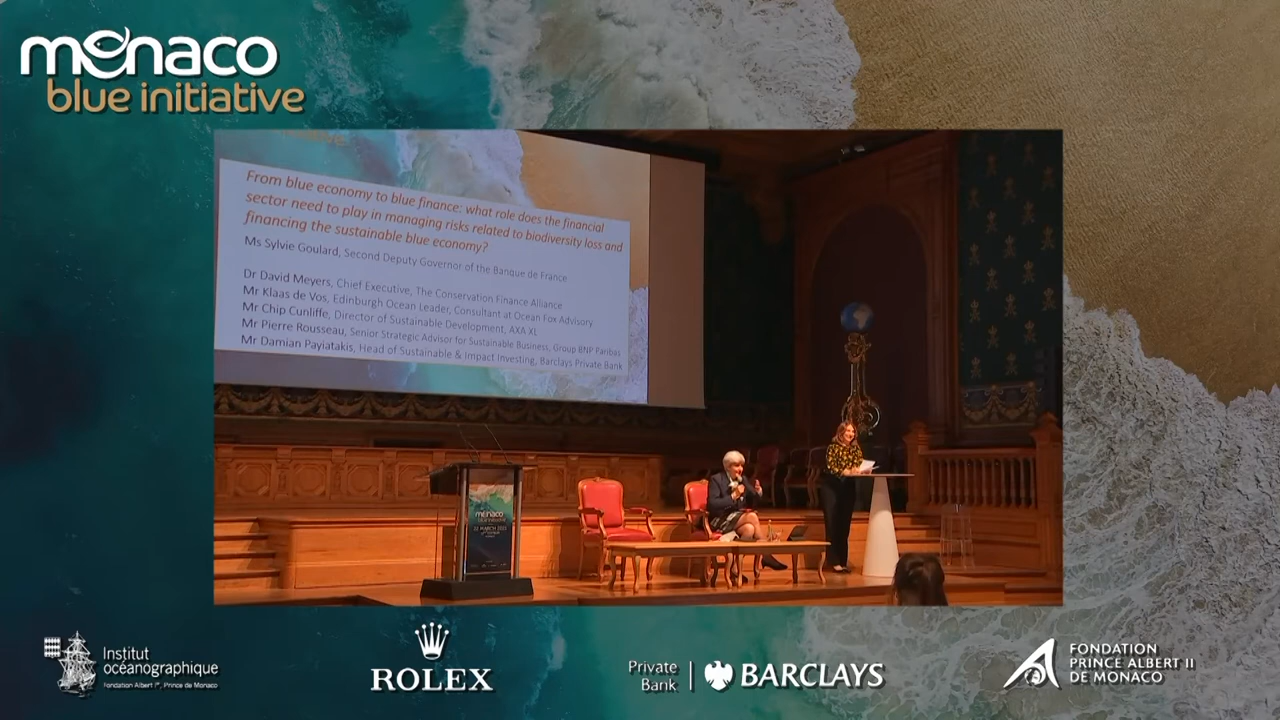 monaco
blue initiative
From blue economy to blue finance: what role does the financial
sector need to play in managing risks related to biodiversity loss and
financing the sustainable blue economy?
Ms Sylvie Goulard, Second Deputy Governor of the Banque de France
Dr David Meyers, Chief Executive, The Conservation Finance Alliance
Mr Klaas de Vos, Edinburgh Ocean Leader, Consultant at Ocean Fox Advisory
Mr Chip Cunliffe, Director of Sustainable Development, AXA XL
Mr Pierre Rousseau, Senior Strategic Advisor for Sustainable Business, Group BNP Paribas
Mr Damian Payiatakis, Head of Sustainable & Impact Investing, Barclays Private Bank
monaco
blue initiative
Institut
océanographique
Fondation Albert Iᵉʳ, Prince de Monaco
ROLEX
Private
Bank
BARCLAYS
FONDATION
PRINCE ALBERT II
DE MONACO